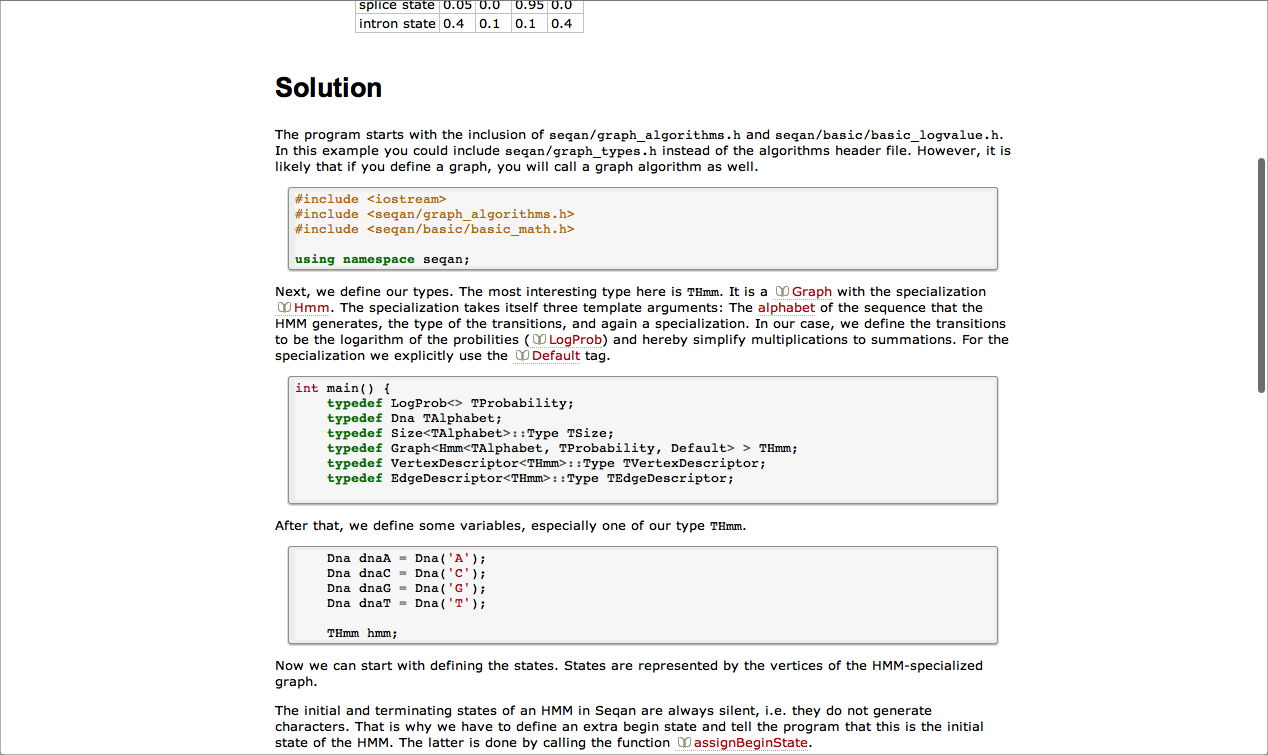 splice state 0.05 0.0 0.95 0.0
intron state 0.4 0.1 0.1 0.4
Solution
The program starts with the inclusion of seqan/graph_algorithms.h and seqan/basic/basic_logvalue.h.
In this example you could include seqan/graph_types.h instead of the algorithms header file. However, it is
likely that if you define a graph, you will call a graph algorithm as well.
#include <iostream>
#include <seqan/graph_algorithms.h>
#include <seqan/basic/basic_math.h>
using namespace seqan;
Next, we define our types. The most interesting type here is THmm. It is a Graph with the specialization
Hmm. The specialization takes itself three template arguments: The alphabet of the sequence that the
HMM generates, the type of the transitions, and again a specialization. In our case, we define the transitions
to be the logarithm of the probilities ( LogProb) and hereby simplify multiplications to summations. For the
specialization we explicitly use the Default tag.
int main() {
typedef LogProb<> TProbability;
typedef Dna TAlphabet;
typedef Size<TAlphabet>::Type TSize;
typedef Graph<Hmm<TAlphabet, TProbability, Default> > THmm;
typedef VertexDescriptor<THmm>::Type TVertexDescriptor;
typedef EdgeDescriptor<THmm>::Type TEdgeDescriptor;
After that, we define some variables, especially one of our type THmm.
Dna dnaA = Dna('A');
Dna dnaC = Dna('C');
Dna dnaG = Dna('G');
Dna dnaT = Dna('T');
THmm hmm;
Now we can start with defining the states. States are represented by the vertices of the HMM-specialized
graph.
The initial and terminating states of an HMM in Seqan are always silent, i.e. they do not generate
characters. That is why we have to define an extra begin state and tell the program that this is the initial
state of the HMM. The latter is done by calling the function assignBeginState.